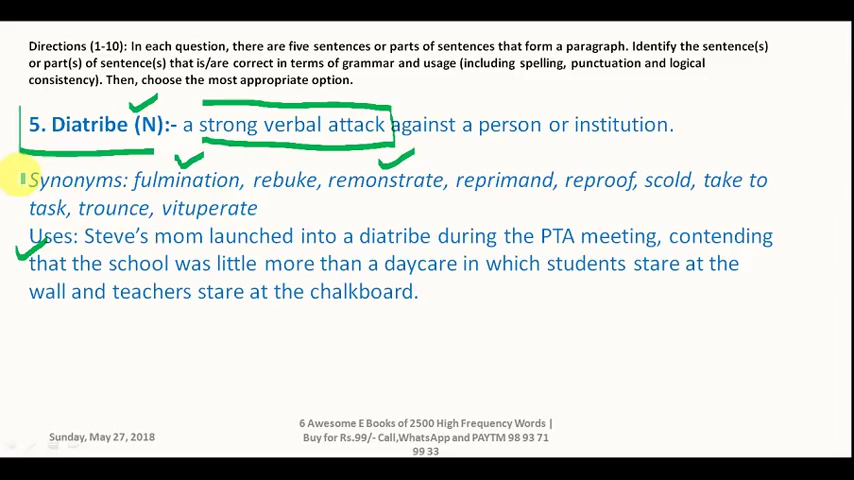 Directions (1-10): In each question, there are five sentences or parts of sentences that form a paragraph. Identify the sentence(s)
or part(s) of sentence(s) that is/are correct in terms of grammar and usage (including spelling, punctuation and logical
consistency). Then, choose the most appropriate option.
5. Diatribe (N):- a strong verbal attack against a person or institution.
Synonyms: fulmination, rebuke, remonstrate, reprimand, reproof, scold, take to
task, trounce, vituperate
Uses: Steve’s mom launched into a diatribe during the PTA meeting, contending
that the school was little more than a daycare in which students stare at the
wall and teachers stare at the chalkboard.
Sunday, May 27, 2018
6 Awesome E Books of 2500 High Frequency Words |
Buy for Rs.99/- Call,WhatsApp and PAYTM 98 93 71
99 33